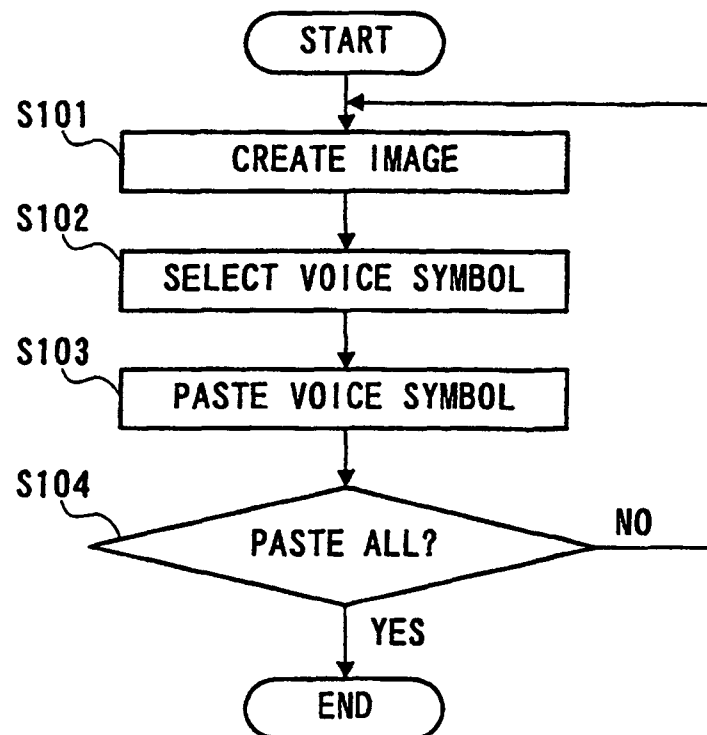 START
S101
CREATE IMAGE
S102
SELECT VOICE SYMBOL
S103
PASTE VOICE SYMBOL
S104
PASTE ALL?
NO
YES
END